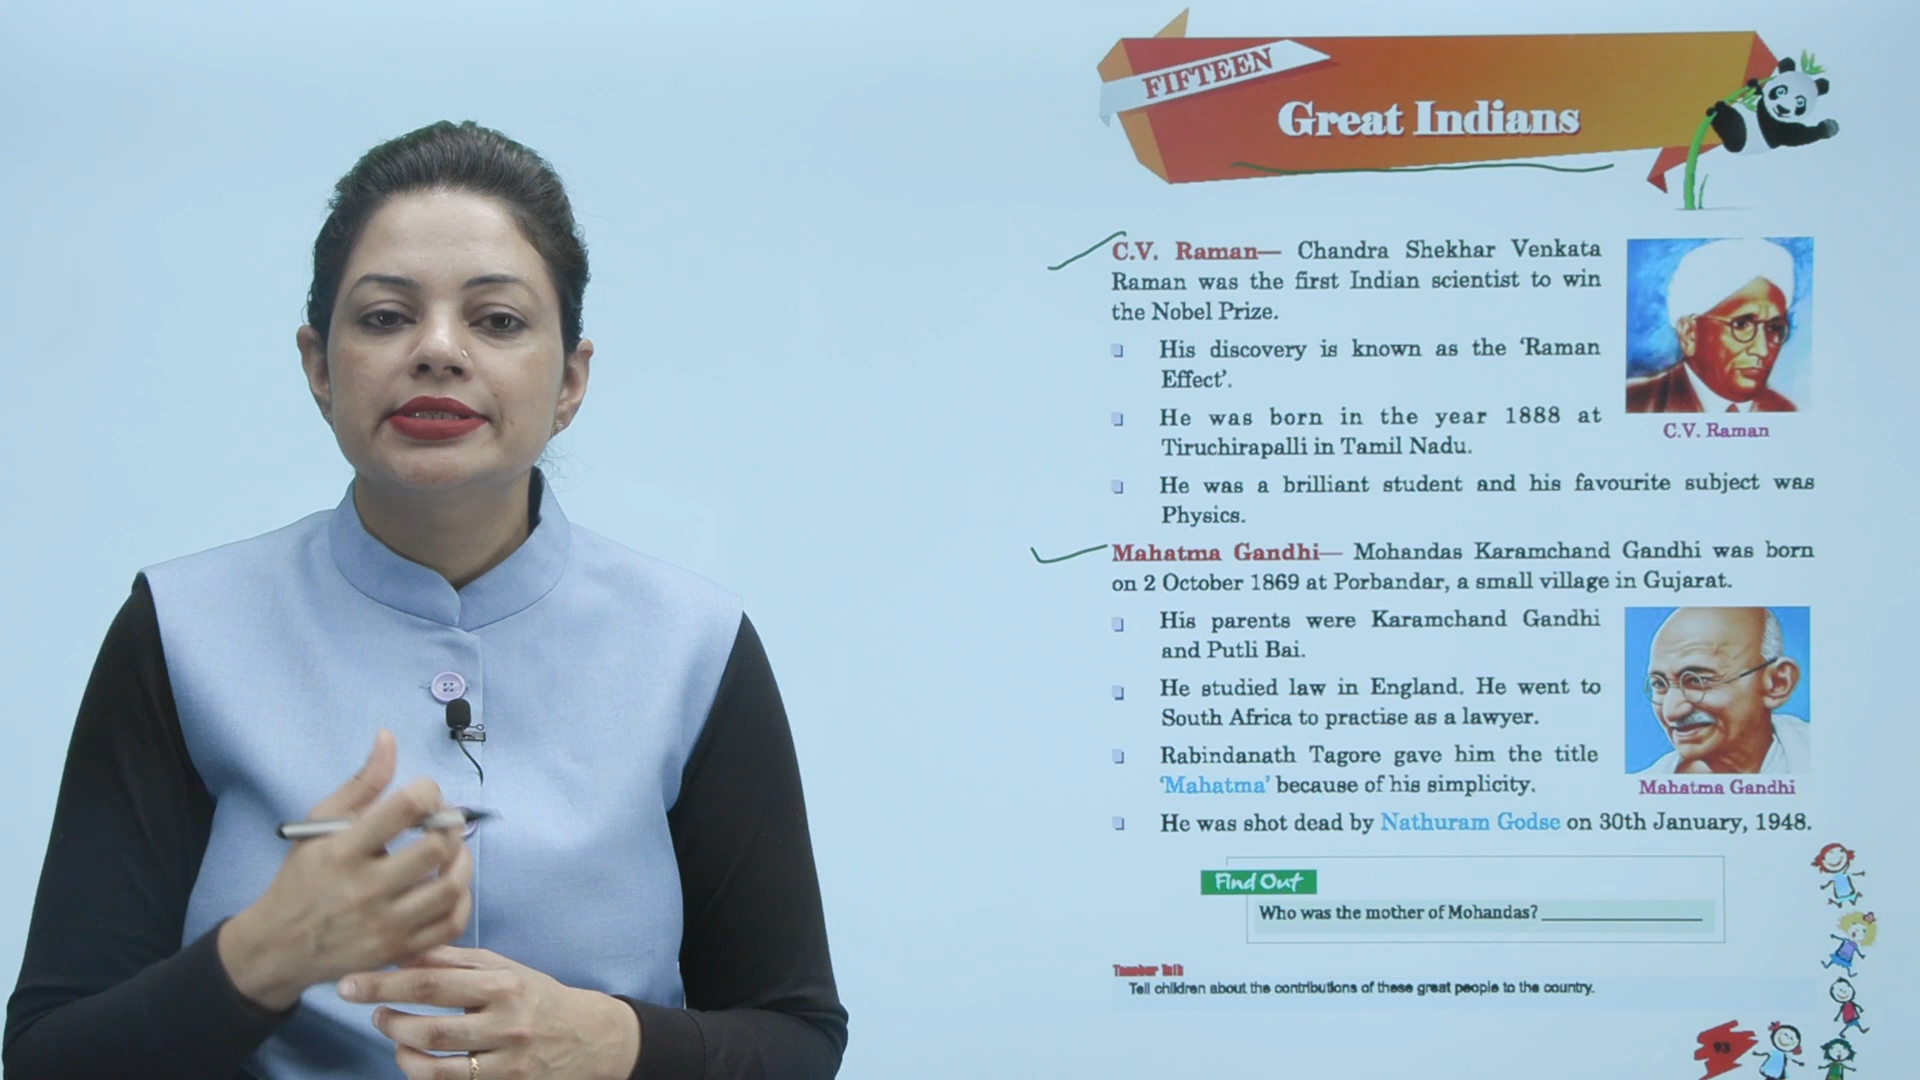 FIFTEEN
Great Indians
C.V. Raman— Chandra Shekhar Venkata
Raman was the first Indian scientist to win
the Nobel Prize.
His discovery is known as the ‘Raman
Effect’.
He was born in the year 1888 at
Tiruchirapalli in Tamil Nadu.
He was a brilliant student and his favourite subject was
Physics.
C.V. Raman
Mahatma Gandhi— Mohandas Karamchand Gandhi was born
on 2 October 1869 at Porbandar, a small village in Gujarat.
His parents were Karamchand Gandhi
and Putli Bai.
He studied law in England. He went to
South Africa to practise as a lawyer.
Rabindanath Tagore gave him the title
‘Mahatma’ because of his simplicity.
Mahatma Gandhi
He was shot dead by Nathuram Godse on 30th January, 1948.
Find Out
Who was the mother of Mohandas? ____________________
Teacher Talk
Tell children about the contributions of these great people to the country.
93